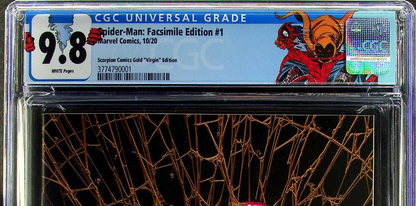 CGC UNIVERSAL GRADE
9.8
WHITE Pages
Spider-Man: Facsimile Edition #1
Marvel Comics, 10/20
Scorpion Comics Gold "Virgin" Edition
3774790001
CGC
CGC